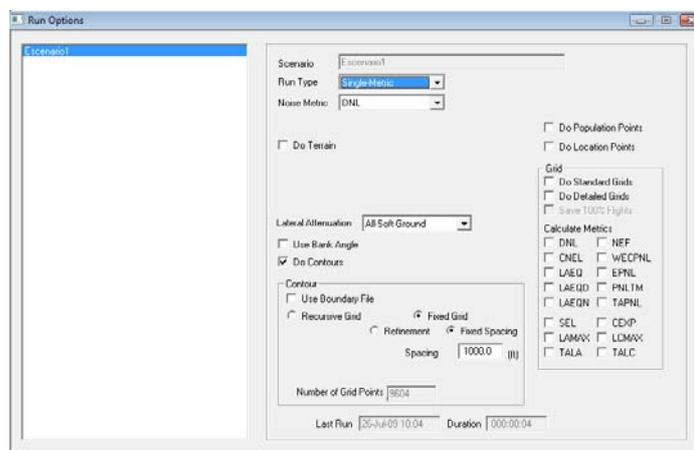 Run Options
Escenario1
Scenario Escenario1
Run Type Single-Metric
Noise Metric DNL
Do Terrain
Do Population Points
Do Location Points
Grid
Do Standard Grids
Do Detailed Grids
Save 100% Flights
Calculate Metrics
DNL NEF
CNEL WECPNL
LAEQ EPNL
LAEQD PNLTM
LAEQN TAPNL
SEL CEXP
LAMAX LCMAX
TALA TALC
Lateral Attenuation All-Soft Ground
Use Bank Angle
Do Contours
Contour
Use Boundary File
Recursive Grid Fixed Grid
Refinement Fixed Spacing
Spacing 1000.0 (ft)
Number of Grid Points 9604
Last Run 26-Jul-09 10:04 Duration 000:00:04